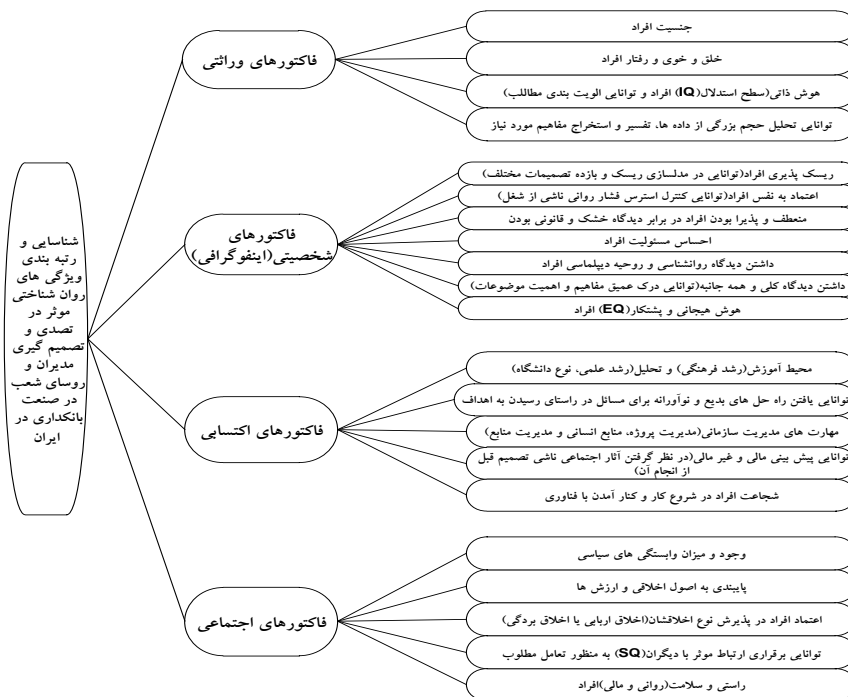 شناسایی و
رتبه بندی
ویژگی های
روان شناختی
موثر در
تصدی و
تصمیم گیری
مدیران و
روسای شعب
در صنعت
بانکداری در
ایران
فاکتورهای وراثتی
جنسیت افراد
خلق و خوی و رفتار افراد
هوش ذاتی(سطح استدلال(IQ) افراد و توانایی الویت بندی مطاللب)
توانایی تحلیل حجم بزرگی از داده ها، تفسیر و استخراج مفاهیم مورد نیاز
فاکتورهای
شخصیتی(اینفوگرافی)
ریسک پذیری افراد(توانایی در مدلسازی ریسک و بازده تصمیمات مختلف)
اعتماد به نفس افراد(توانایی کنترل استرس فشار روانی ناشی از شغل)
منعطف و پذیرا بودن افراد در برابر دیدگاه خشک و قانونی بودن
احساس مسئولیت افراد
داشتن دیدگاه روانشناسی و روحیه دیپلماسی افراد
داشتن دیدگاه کلی و همه جانبه(توانایی درک عمیق مفاهیم و اهمیت موضوعات)
هوش هیجانی و پشتکار(EQ) افراد
فاکتورهای اکتسابی
محیط آموزش(رشد فرهنگی) و تحلیل(رشد علمی، نوع دانشگاه)
توانایی یافتن راه حل های بدیع و نوآورانه برای مسائل در راستای رسیدن به اهداف
مهارت های مدیریت سازمانی(مدیریت پروژه، منابع انسانی و مدیریت منابع)
توانایی پیش بینی مالی و غیر مالی(در نظر گرفتن آثار اجتماعی ناشی تصمیم قبل
از انجام آن)
شجاعت افراد در شروع کار و کنار آمدن با فناوری
فاکتورهای اجتماعی
وجود و میزان وابستگی های سیاسی
پایبندی به اصول اخلاقی و ارزش ها
اعتماد افراد در پذیرش نوع اخلاقشان(اخلاق اربابی یا اخلاق بردگی)
توانایی برقراری ارتباط موثر با دیگران(SQ) به منظور تعامل مطلوب
راستی و سلامت(روانی و مالی)افراد